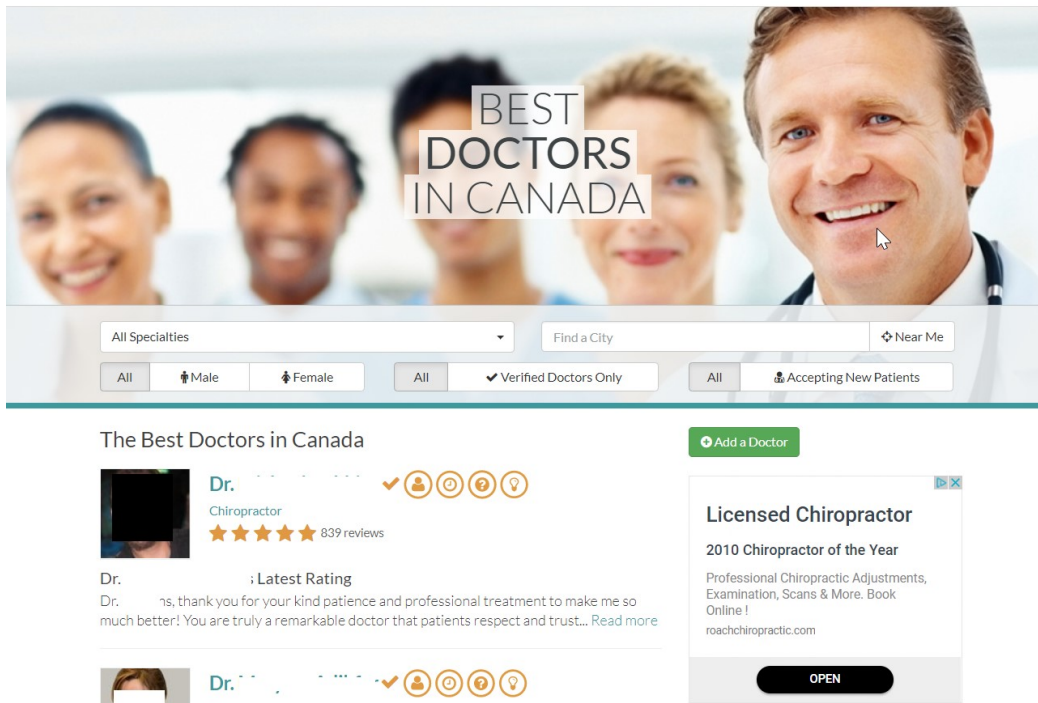 BEST
DOCTORS
IN CANADA
All Specialties
Find a City
Near Me
All Male Female
All Verified Doctors Only
All Accepting New Patients
The Best Doctors in Canada
Add a Doctor
Dr.
Chiropractor
839 reviews
Dr. s Latest Rating
Dr. ns, thank you for your kind patience and professional treatment to make me so
much better! You are truly a remarkable doctor that patients respect and trust... Read more
Dr.
Licensed Chiropractor
2010 Chiropractor of the Year
Professional Chiropractic Adjustments,
Examination, Scans & More. Book
Online !
roachchiropractic.com
OPEN